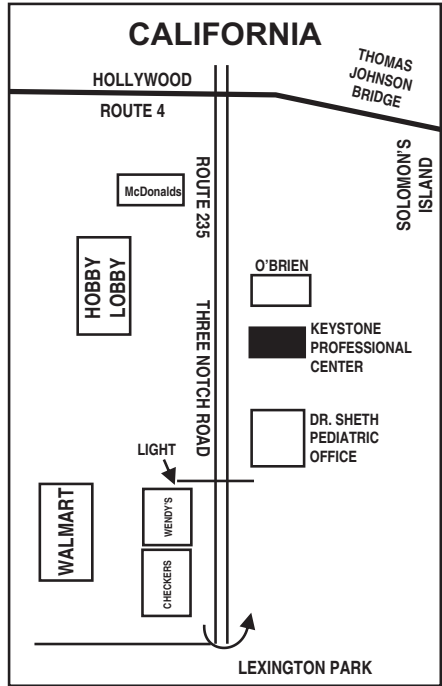 CALIFORNIA
THOMAS
JOHNSON
BRIDGE
HOLLYWOOD
ROUTE 4
SOLOMON'S
ISLAND
McDonalds
ROUTE 235
HOBBY
LOBBY
O'BRIEN
KEYSTONE
PROFESSIONAL
CENTER
THREE NOTCH ROAD
DR. SHETH
PEDIATRIC
OFFICE
LIGHT
WALMART
WENDY'S
CHECKERS
LEXINGTON PARK